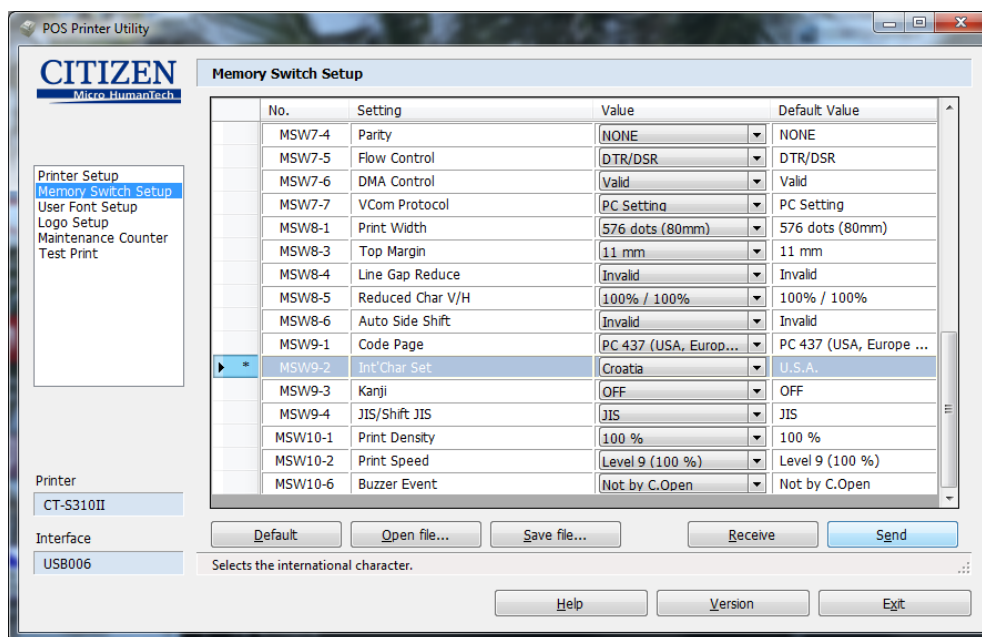 POS Printer Utility
CITIZEN
Micro HumanTech
Memory Switch Setup
Printer Setup
Memory Switch Setup
User Font Setup
Logo Setup
Maintenance Counter
Test Print
No. Setting Value Default Value
MSW7-4 Parity NONE NONE
MSW7-5 Flow Control DTR/DSR DTR/DSR
MSW7-6 DMA Control Valid Valid
MSW7-7 VCom Protocol PC Setting PC Setting
MSW8-1 Print Width 576 dots (80mm) 576 dots (80mm)
MSW8-3 Top Margin 11 mm 11 mm
MSW8-4 Line Gap Reduce Invalid Invalid
MSW8-5 Reduced Char V/H 100% / 100% 100% / 100%
MSW8-6 Auto Side Shift Invalid Invalid
MSW9-1 Code Page PC 437 (USA, Europ... PC 437 (USA, Europe ...
* MSW9-2 Int'Char Set Croatia U.S.A.
MSW9-3 Kanji OFF OFF
MSW9-4 JIS/Shift JIS JIS JIS
MSW10-1 Print Density 100 % 100 %
MSW10-2 Print Speed Level 9 (100 %) Level 9 (100 %)
MSW10-6 Buzzer Event Not by C.Open Not by C.Open
Printer
CT-S310II
Interface
USB006
Default Open file... Save file... Receive Send
Selects the international character.
Help Version Exit